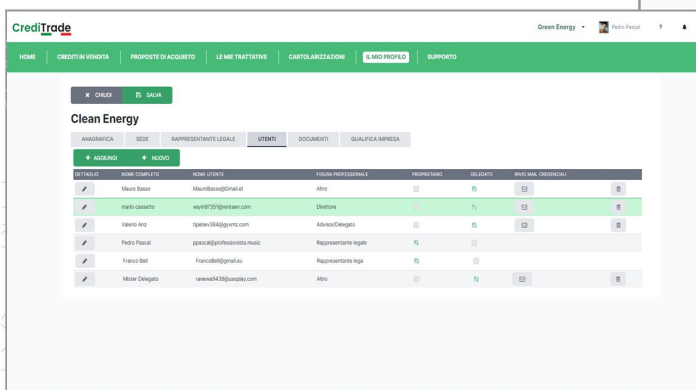 CrediTrade
Green Energy Pedro Pascal ?
HOME CREDITI IN VENDITA PROPOSTE DI ACQUISTO LE MIE TRATTATIVE CARTOLARIZZAZIONI IL MIO PROFILO SUPPORTO
CHIUDI SALVA
Clean Energy
ANAGRAFICA SEDE RAPPRESENTANTE LEGALE UTENTI DOCUMENTI QUALIFICA IMPRESA
+ AGGIUNGI + NUOVO
DETTAGLIO NOME COMPLETO NOME UTENTE FIGURA PROFESSIONALE PROPRIETARIO DELEGATO INVIO MAIL CREDENZIALI
Mauro Basso MauroBasso@Gmail.et Altro
mario cassetto xeyin97351@rentaen.com Direttore
Valerio Anz tipetev364@gyxmz.com Advisor/Delegato
Pedro Pascal ppascal@professionista.music Rappresentante legale
Franco Bell FrancoBell@gmail.eu Rappresentante lega
Mister Delegato ranewa9438@usoplay.com Altro